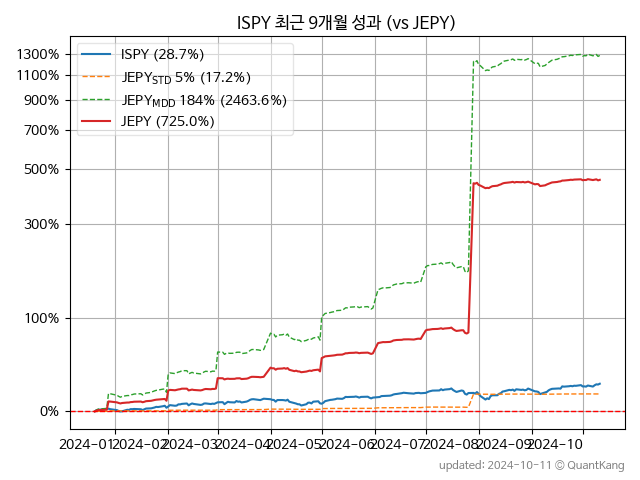 ISPY 최근 9개월 성과 (vs JEPY)
1300%
1100%
900%
700%
500%
300%
100%
0%
ISPY (28.7%)
JEPYSTD 5% (17.2%)
JEPYMDD 184% (2463.6%)
JEPY (725.0%)
2024-01 2024-02 2024-03 2024-04 2024-05 2024-06 2024-07 2024-08 2024-09 2024-10
updated: 2024-10-11 © QuantKang